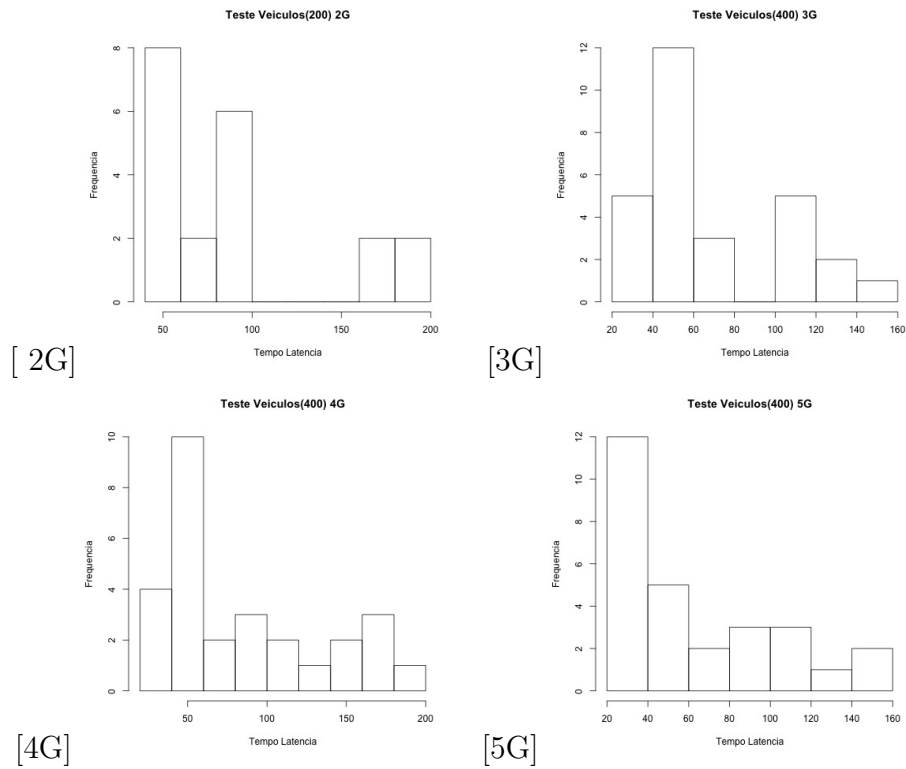 Teste Veiculos(200) 2G
Frequencia
0 2 4 6 8
50 100 150 200
Tempo Latencia
[ 2G]
Teste Veiculos(400) 3G
Frequencia
0 2 4 6 8 10 12
20 40 60 80 100 120 140 160
Tempo Latencia
[3G]
Teste Veiculos(400) 4G
Frequencia
0 2 4 6 8 10
50 100 150 200
Tempo Latencia
[4G]
Teste Veiculos(400) 5G
Frequencia
0 2 4 6 8 10 12
20 40 60 80 100 120 140 160
Tempo Latencia
[5G]